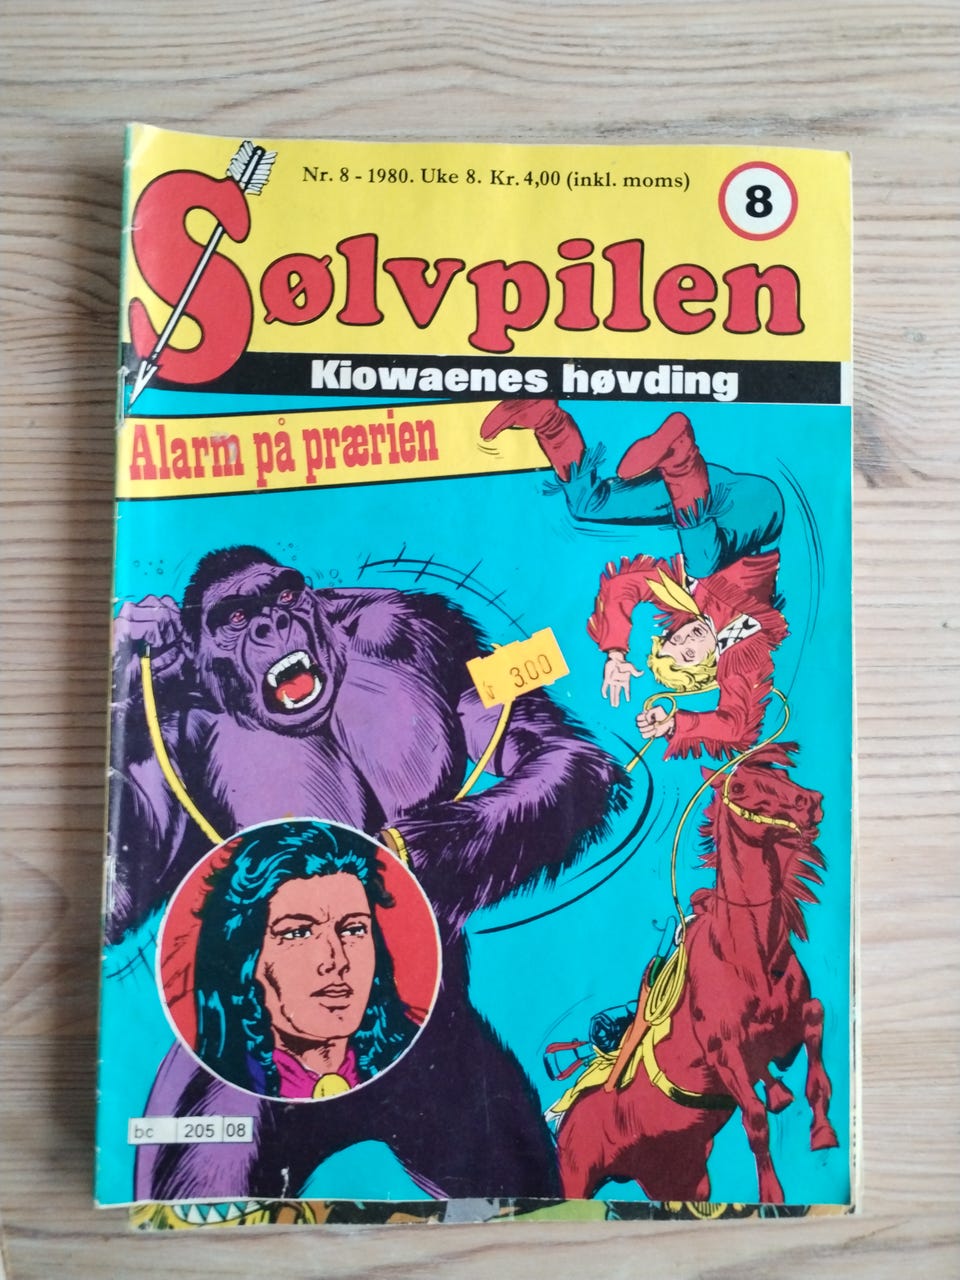 Nr. 8 - 1980. Uke 8. Kr. 4,00 (inkl. moms)
8
Sølvpilen
Kiowaenes høvding
Alarm på prærien
3.00
bc 205 08